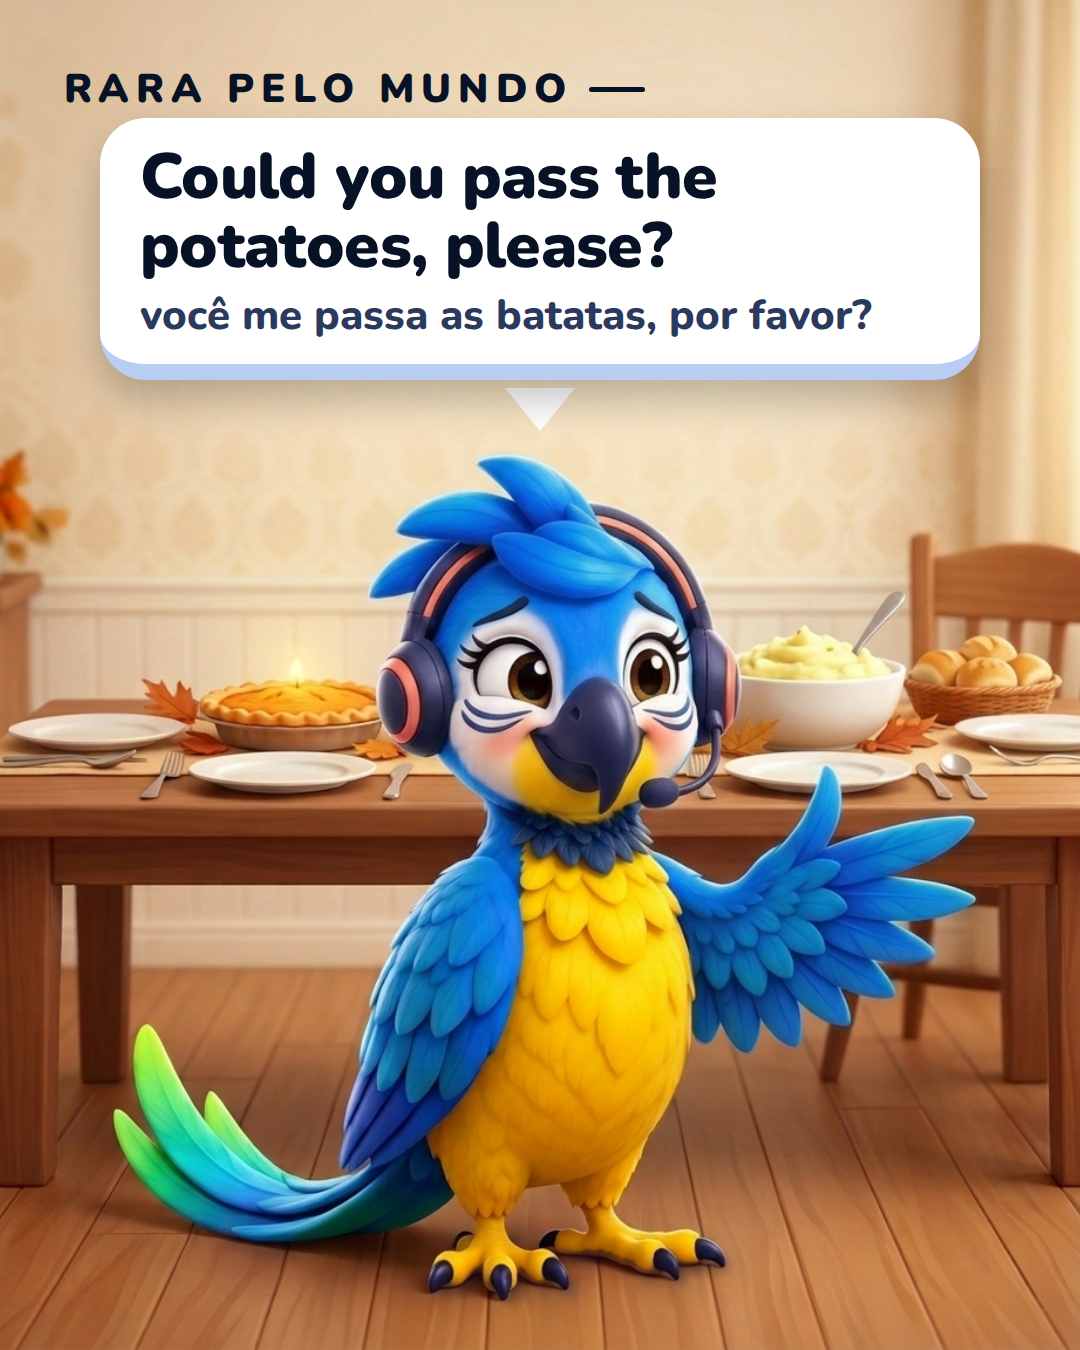 RARA PELO MUNDO —
Could you pass the
potatoes, please?
você me passa as batatas, por favor?